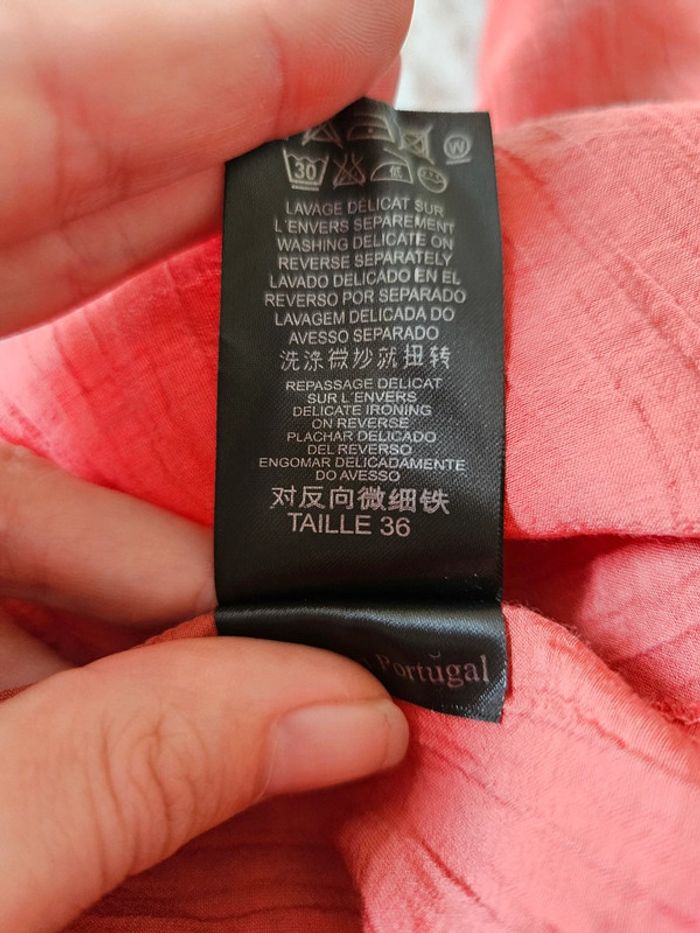 W
30
低
LAVAGE DELICAT SUR
L'ENVERS SEPAREMENT
WASHING DELICATE ON
REVERSE SEPARATELY
LAVADO DELICADO EN EL
REVERSO POR SEPARADO
LAVAGEM DELICADA DO
AVESSO SEPARADO
洗涤微妙就扭转
REPASSAGE DELICAT
SUR L'ENVERS
DELICATE IRONING
ON REVERSE
PLACHAR DELICADO
DEL REVERSO
ENGOMAR DELICADAMENTE
DO AVESSO
对反向微细铁
TAILLE 36
Portugal